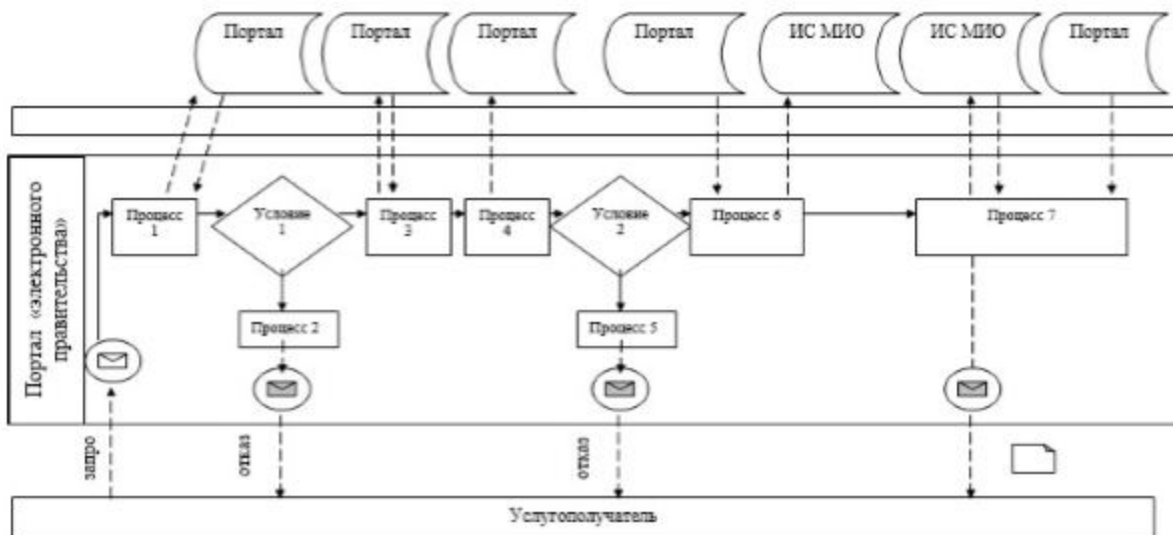 Портал
Портал
Портал
Портал
ИС МИО
ИС МИО
Портал
Портал «электронного
правительства»
Процесс
1
Условие
1
Процесс
3
Процесс
4
Условие
2
Процесс 6
Процесс 7
Процесс 2
Процесс 5
запро
отказ
отказ
Услугополучатель